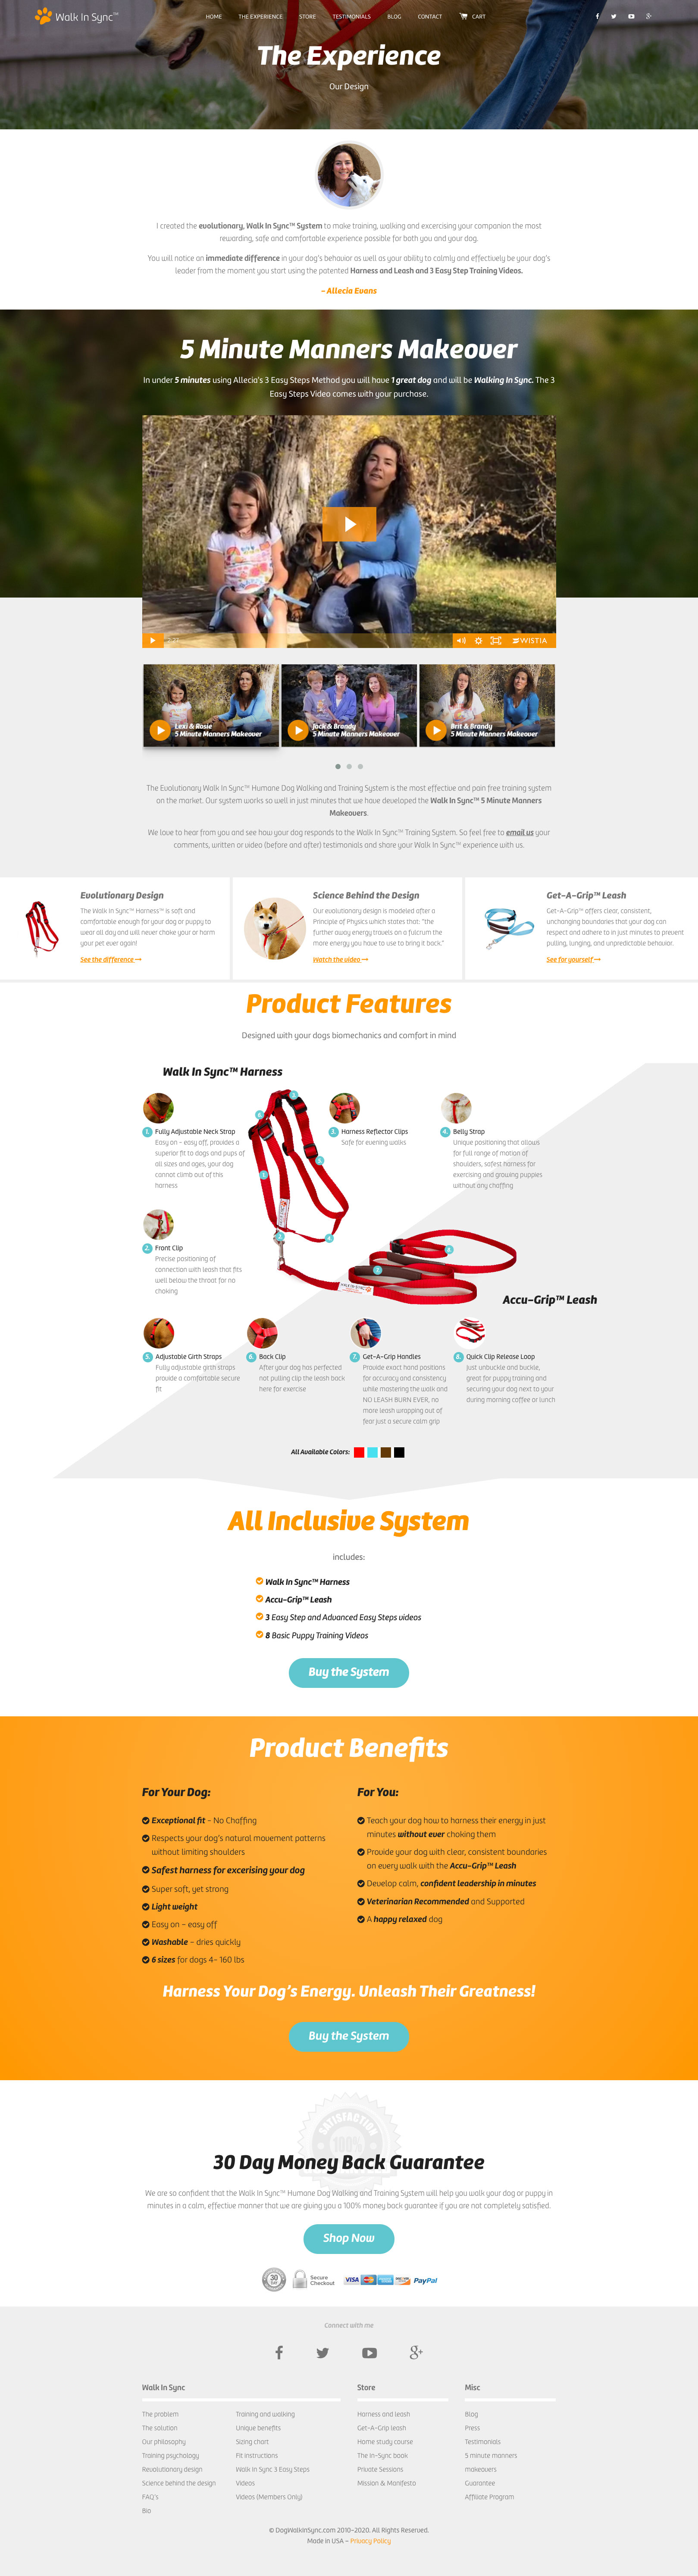 Walk In Sync™
HOME THE EXPERIENCE STORE TESTIMONIALS BLOG CONTACT CART
The Experience
Our Design
I created the evolutionary, Walk In Sync™ System to make training, walking and excercising your companion the most
rewarding, safe and comfortable experience possible for both you and your dog.
You will notice an immediate difference in your dog's behavior as well as your ability to calmly and effectively be your dog's
leader from the moment you start using the patented Harness and Leash and 3 Easy Step Training Videos.
- Allecia Evans
5 Minute Manners Makeover
In under 5 minutes using Allecia's 3 Easy Steps Method you will have 1 great dog and will be Walking In Sync. The 3
Easy Steps Video comes with your purchase.
WISTIA
Lexi & Rosie
5 Minute Manners Makeover
Jack & Brandy
5 Minute Manners Makeover
Brit & Brandy
5 Minute Manners Makeover
The Evolutionary Walk In Sync™ Humane Dog Walking and Training System is the most effective and pain free training system
on the market. Our system works so well in just minutes that we have developed the Walk In Sync™ 5 Minute Manners
Makeovers.
We love to hear from you and see how your dog responds to the Walk In Sync™ Training System. So feel free to email us your
comments, written or video (before and after) testimonials and share your Walk In Sync™ experience with us.
Evolutionary Design
The Walk In Sync™ Harness™ is soft and
comfortable enough for your dog or puppy to
wear all day and will never choke your or harm
your pet ever again!
See the difference
Science Behind the Design
Our evolutionary design is modeled after a
Principle of Physics which states that: "the
further away energy travels on a fulcrum the
more energy you have to use to bring it back."
Watch the video
Get-A-Grip™ Leash
Get-A-Grip™ offers clear, consistent,
unchanging boundaries that your dog can
respect and adhere to in just minutes to prevent
pulling, lunging, and unpredictable behavior.
See for yourself
Product Features
Designed with your dogs biomechanics and comfort in mind
Walk In Sync™ Harness
1. Fully Adjustable Neck Strap
Easy on - easy off, provides a
superior fit to dogs and pups of
all sizes and ages, your dog
cannot climb out of this
harness
3. Harness Reflector Clips
Safe for evening walks
4. Belly Strap
Unique positioning that allows
for full range of motion of
shoulders, safest harness for
exercising and growing puppies
without any chaffing
2. Front Clip
Precise positioning of
connection with leash that fits
well below the throat for no
choking
Accu-Grip™ Leash
5. Adjustable Girth Straps
Fully adjustable girth straps
provide a comfortable secure
fit
6. Back Clip
After your dog has perfected
not pulling clip the leash back
here for exercise
7. Get-A-Grip Handles
Provide exact hand positions
for accuracy and consistency
while mastering the walk and
NO LEASH BURN EVER, no
more leash wrapping out of
fear just a secure calm grip
8. Quick Clip Release Loop
Just unbuckle and buckle,
great for puppy training and
securing your dog next to your
during morning coffee or lunch
All Available Colors:
All Inclusive System
includes:
Walk In Sync™ Harness
Accu-Grip™ Leash
3 Easy Step and Advanced Easy Steps videos
8 Basic Puppy Training Videos
Buy the System
Product Benefits
For Your Dog:
Exceptional fit - No Chaffing
Respects your dog's natural movement patterns
without limiting shoulders
Safest harness for excerising your dog
Super soft, yet strong
Light weight
Easy on - easy off
Washable - dries quickly
6 sizes for dogs 4- 160 lbs
For You:
Teach your dog how to harness their energy in just
minutes without ever choking them
Provide your dog with clear, consistent boundaries
on every walk with the Accu-Grip™ Leash
Develop calm, confident leadership in minutes
Veterinarian Recommended and Supported
A happy relaxed dog
Harness Your Dog's Energy. Unleash Their Greatness!
Buy the System
SATISFACTION
100%
30 Day Money Back Guarantee
We are so confident that the Walk In Sync™ Humane Dog Walking and Training System will help you walk your dog or puppy in
minutes in a calm, effective manner that we are giving you a 100% money back guarantee if you are not completely satisfied.
Shop Now
30
Secure
Checkout
VISA
PayPal
Connect with me
Walk In Sync
The problem
The solution
Our philosophy
Training psychology
Revolutionary design
Science behind the design
FAQ's
Bio
Training and walking
Unique benefits
Sizing chart
Fit instructions
Walk In Sync 3 Easy Steps
Videos
Videos (Members Only)
Store
Harness and leash
Get-A-Grip leash
Home study course
The In-Sync book
Private Sessions
Mission & Manifesto
Misc
Blog
Press
Testimonials
5 minute manners
makeovers
Guarantee
Affiliate Program
© DogWalkInSync.com 2010-2020. All Rights Reserved.
Made in USA - Privacy Policy